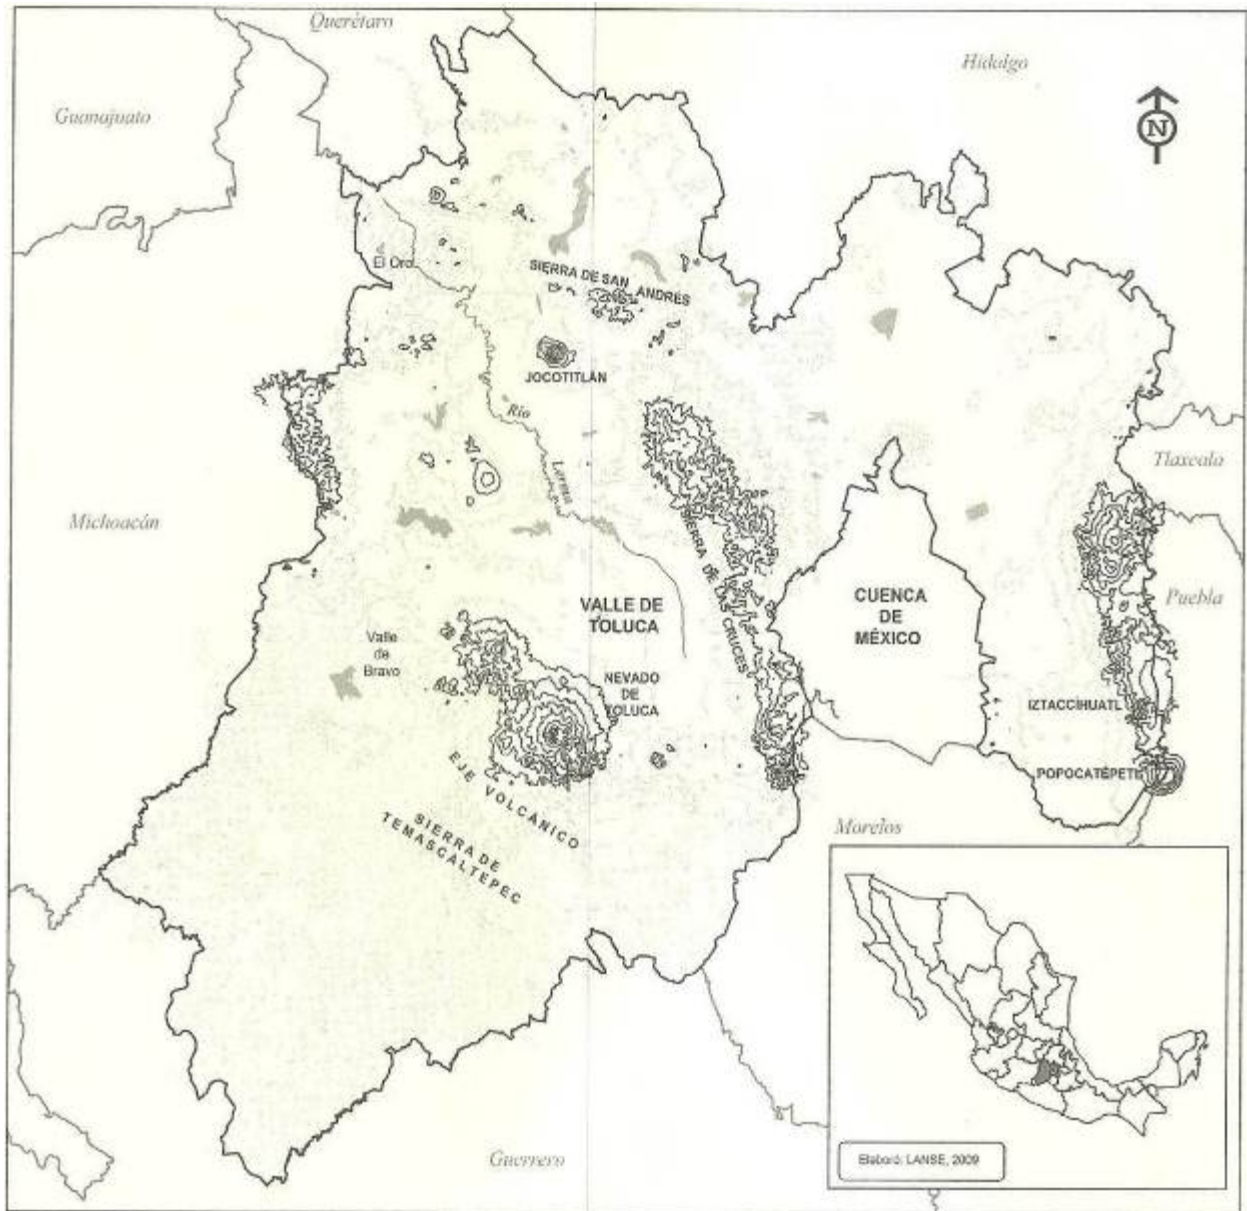 Querétaro
Hidalgo
Guanajuato
N
El Oro
SIERRA DE SAN ANDRÉS
JOCOTITLÁN
Río
Lerma
Tlaxcala
Michoacán
SIERRA DE LAS CRUCES
VALLE DE
TOLUCA
CUENCA
DE
MÉXICO
Puebla
Valle
de
Bravo
NEVADO
DE
TOLUCA
IZTACCÍHUATL
POPOCATÉPETL
EJE VOLCANICO
SIERRA DE
TEMASCALTEPEC
Morelos
Guerrero
Elaboró: LANSE, 2009